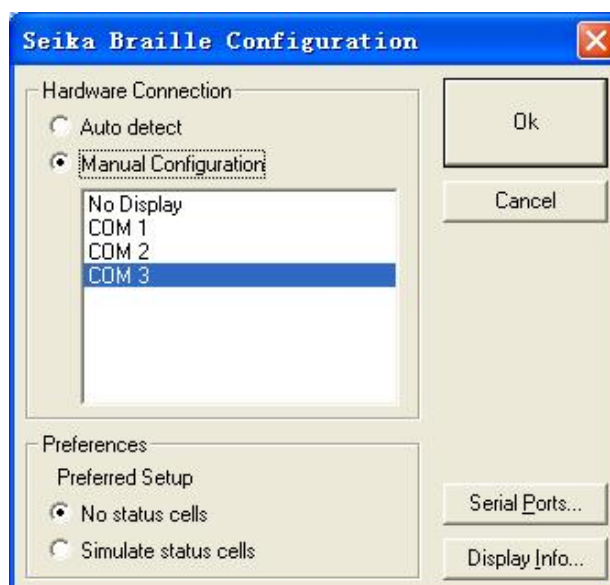 Seika Braille Configuration
Hardware Connection
Auto detect
Manual Configuration
No Display
COM 1
COM 2
COM 3
Ok
Cancel
Preferences
Preferred Setup
No status cells
Simulate status cells
Serial Ports...
Display Info...